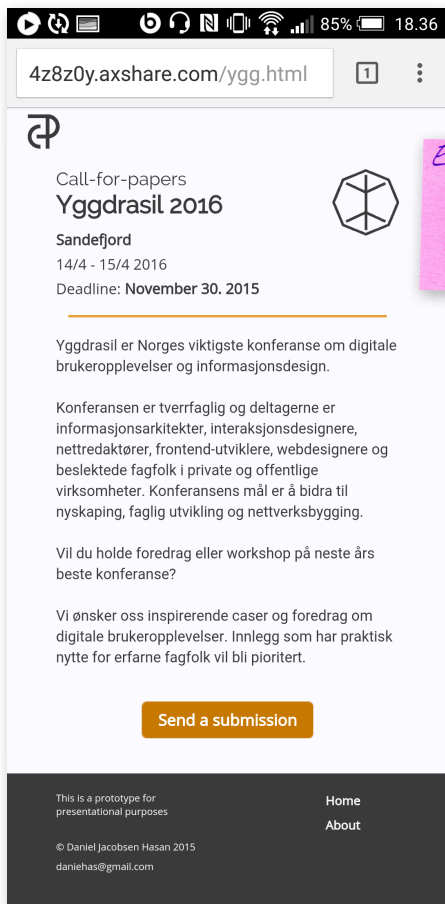 85% 18.36
4z8z0y.axshare.com/ygg.html
1
Call-for-papers
Yggdrasil 2016
Sandefjord
14/4 - 15/4 2016
Deadline: November 30. 2015
Yggdrasil er Norges viktigste konferanse om digitale
brukeropplevelser og informasjonsdesign.
Konferansen er tverrfaglig og deltagerne er
informasjonsarkitekter, interaksjonsdesignere,
nettredaktører, frontend-utviklere, webdesignere og
beslektede fagfolk i private og offentlige
virksomheter. Konferansens mål er å bidra til
nyskaping, faglig utvikling og nettverksbygging.
Vil du holde foredrag eller workshop på neste års
beste konferanse?
Vi ønsker oss inspirerende caser og foredrag om
digitale brukeropplevelser. Innlegg som har praktisk
nytte for erfarne fagfolk vil bli pioritert.
Send a submission
This is a prototype for
presentational purposes
© Daniel Jacobsen Hasan 2015
daniehas@gmail.com
Home
About